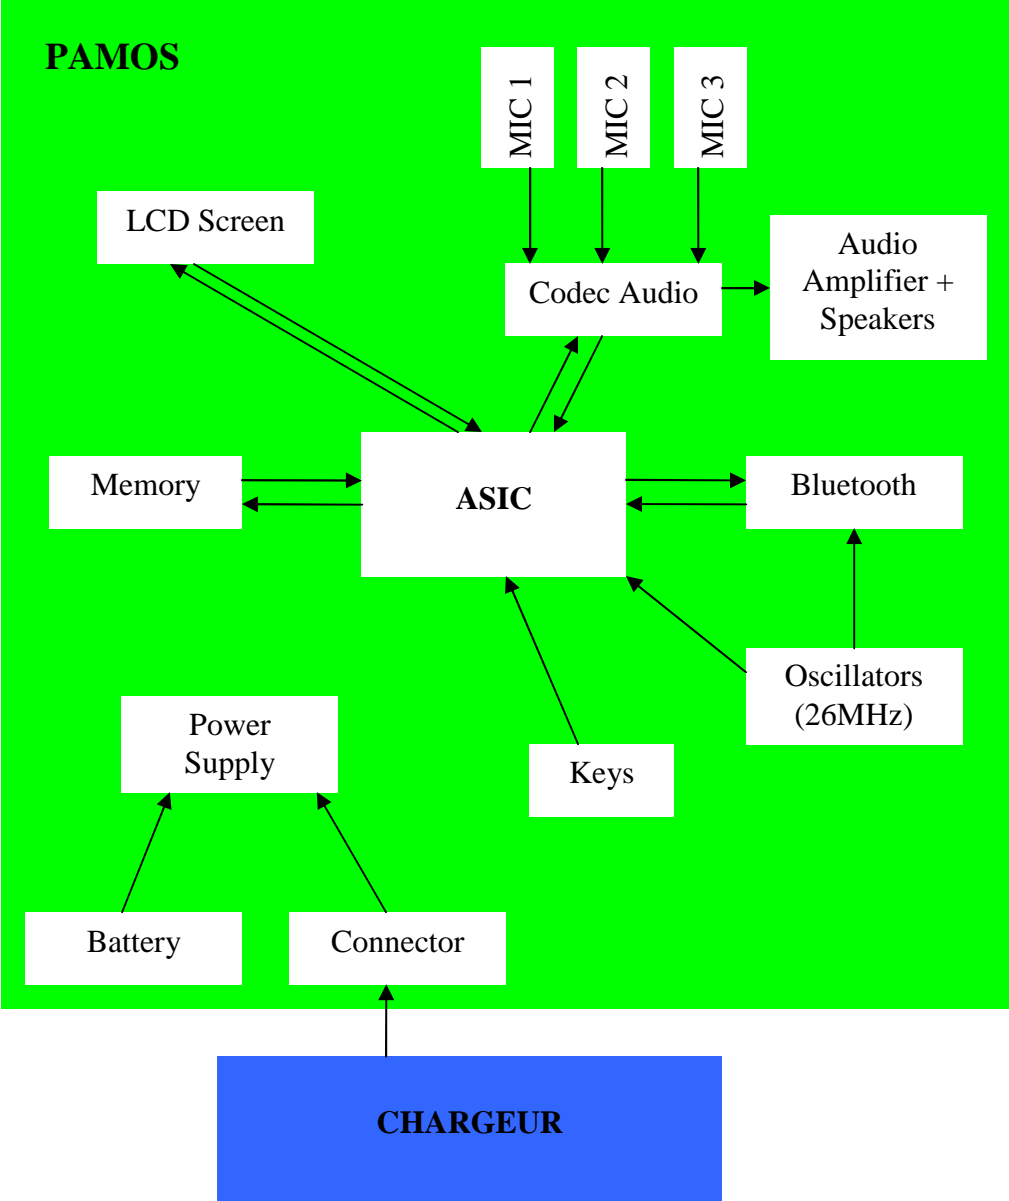 PAMOS
MIC 1
MIC 2
MIC 3
LCD Screen
Audio
Amplifier +
Speakers
Codec Audio
Memory
ASIC
Bluetooth
Oscillators
(26MHz)
Power
Supply
Keys
Battery
Connector
CHARGEUR